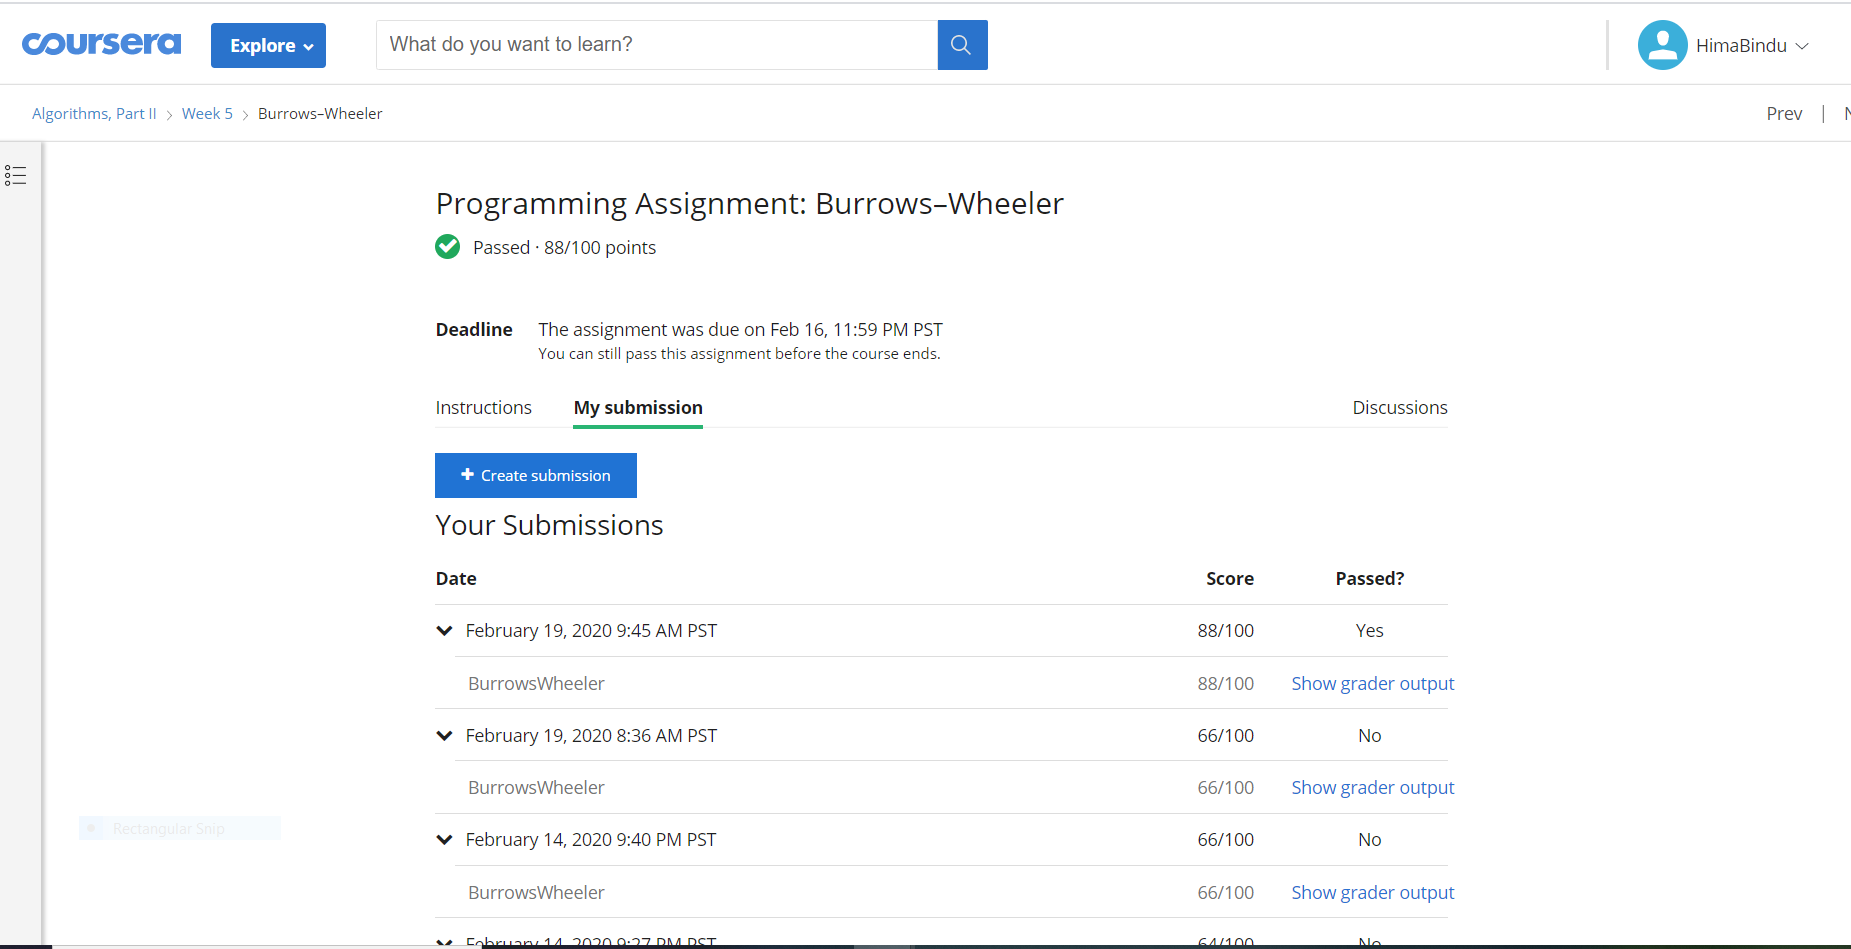 coursera Explore What do you want to learn? HimaBindu
Algorithms, Part II Week 5 Burrows–Wheeler Prev |
Programming Assignment: Burrows–Wheeler
Passed · 88/100 points
Deadline The assignment was due on Feb 16, 11:59 PM PST
You can still pass this assignment before the course ends.
Instructions My submission Discussions
+ Create submission
Your Submissions
Date Score Passed?
February 19, 2020 9:45 AM PST 88/100 Yes
BurrowsWheeler 88/100 Show grader output
February 19, 2020 8:36 AM PST 66/100 No
BurrowsWheeler 66/100 Show grader output
Rectangular Snip
February 14, 2020 9:40 PM PST 66/100 No
BurrowsWheeler 66/100 Show grader output
February 14, 2020 9:27 PM PST 64/100 No